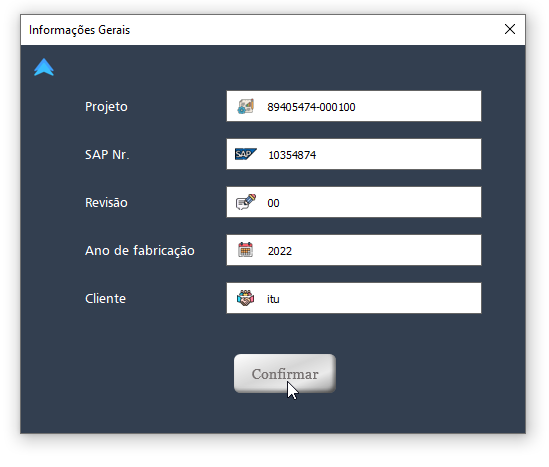 Informações Gerais
Projeto 89405474-000100
SAP Nr. SAP 10354874
Revisão 00
Ano de fabricação 2022
Cliente itu
Confirmar